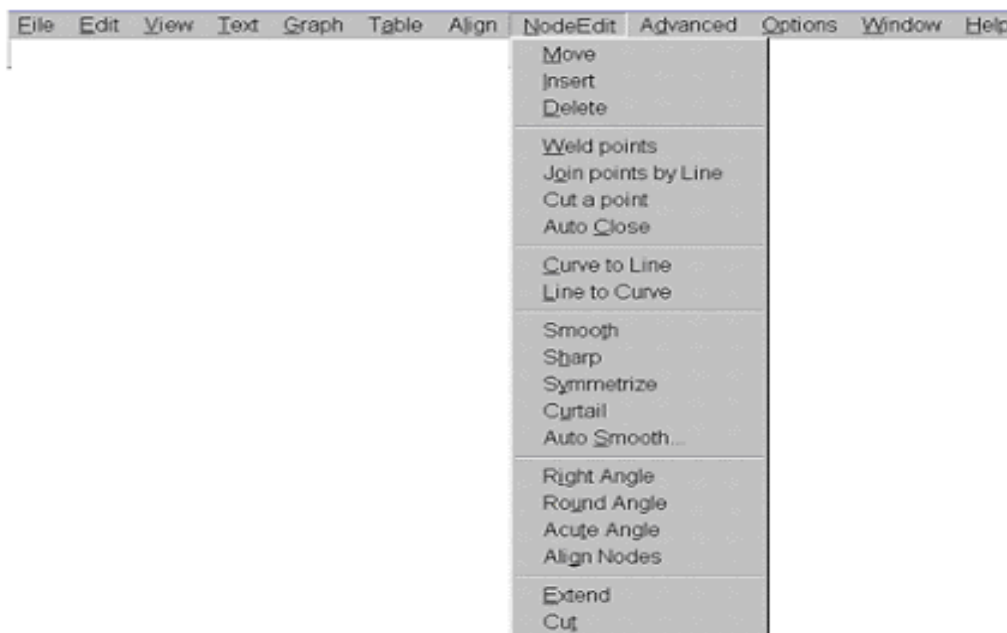 File Edit View Text Graph Table Align NodeEdit Advanced Options Window Help
Move
Insert
Delete
Weld points
Join points by Line
Cut a point
Auto Close
Curve to Line
Line to Curve
Smooth
Sharp
Symmetrize
Curtail
Auto Smooth...
Right Angle
Round Angle
Acute Angle
Align Nodes
Extend
Cut